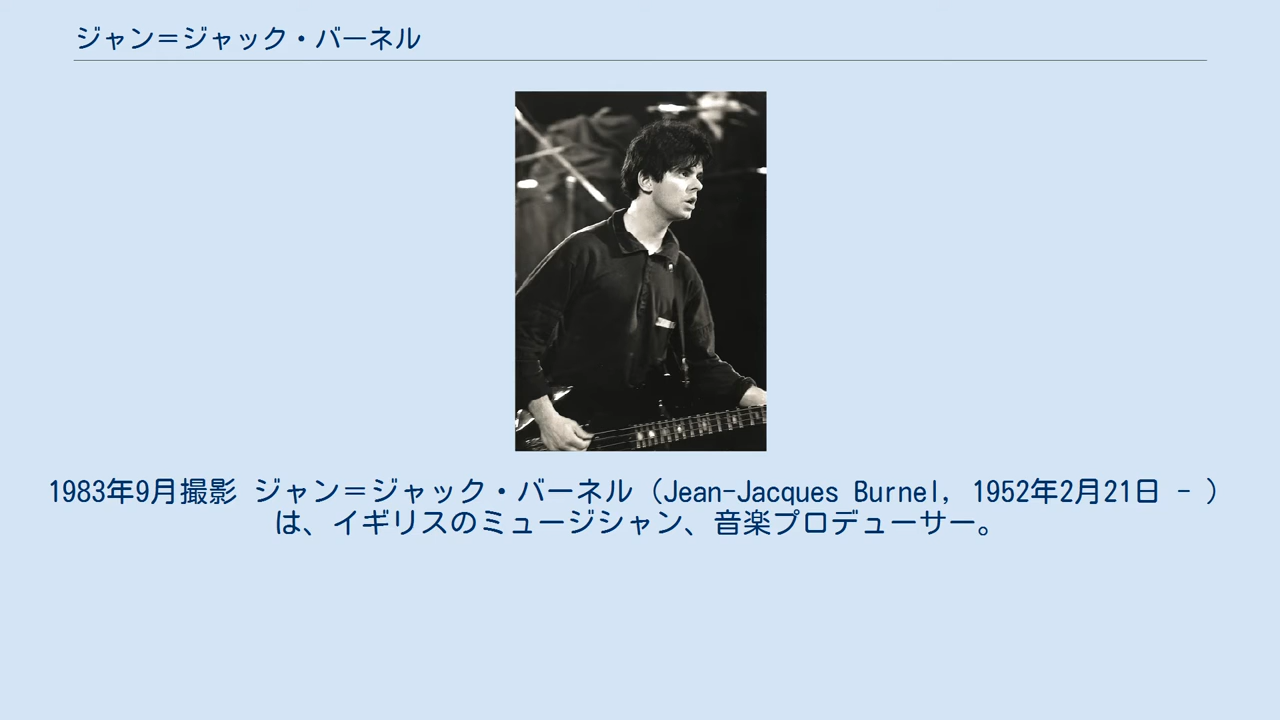 ジャン＝ジャック・バーネル
1983年9月撮影 ジャン＝ジャック・バーネル（Jean-Jacques Burnel, 1952年2月21日 - ）
は、イギリスのミュージシャン、音楽プロデューサー。